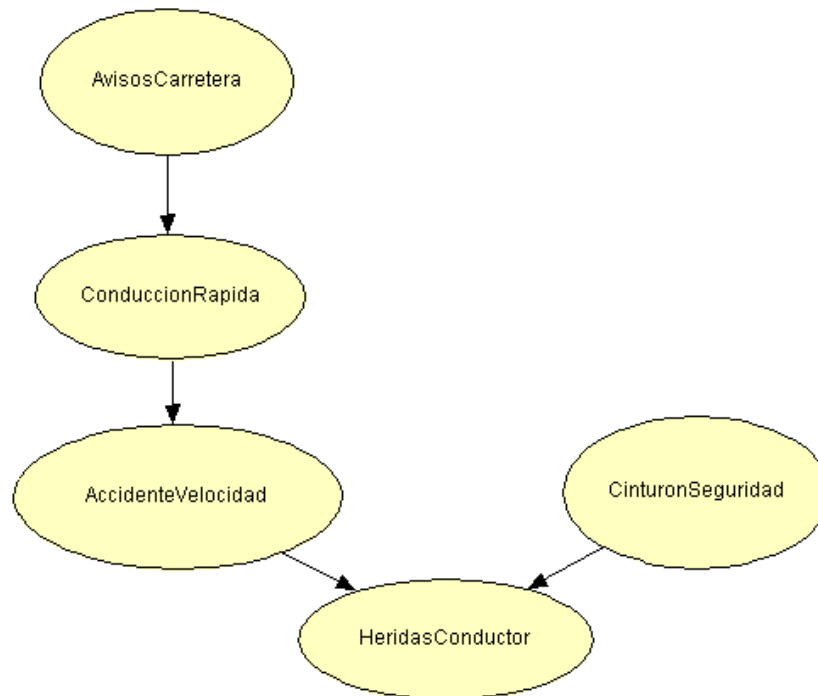 AvisosCarretera
ConduccionRapida
AccidenteVelocidad
CinturonSeguridad
HeridasConductor